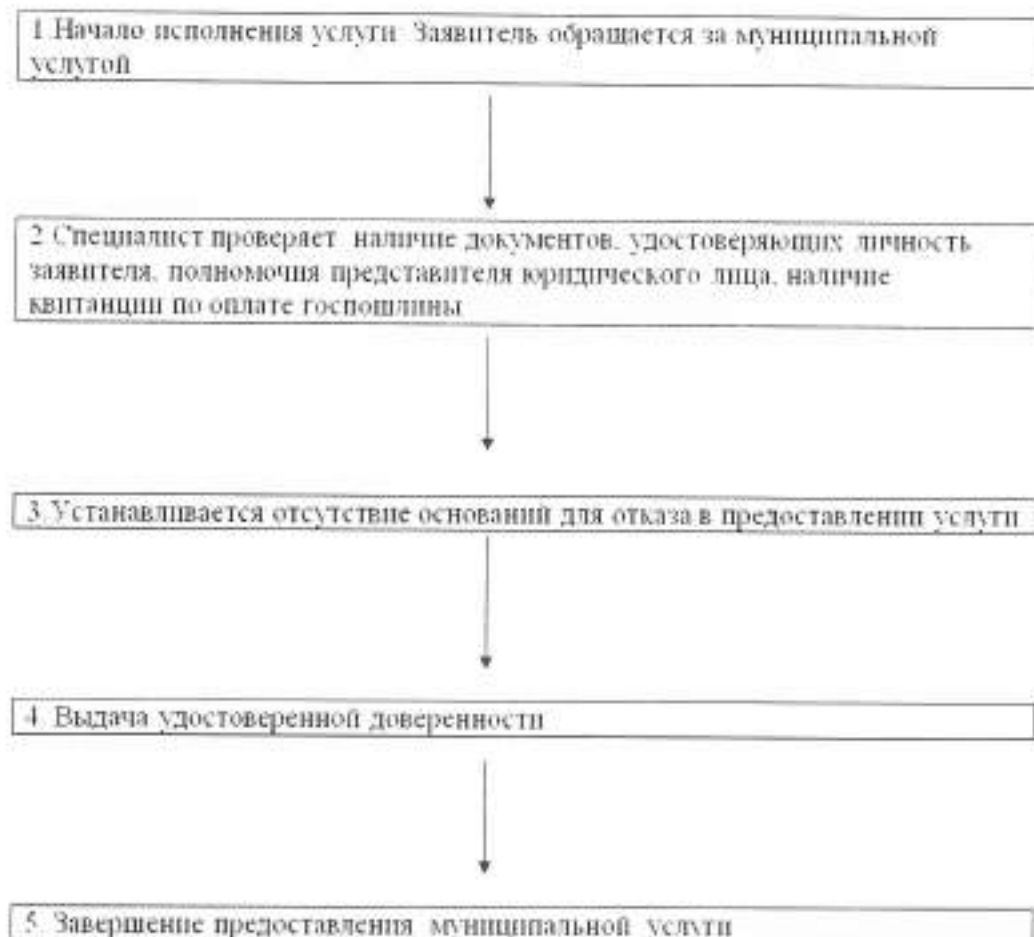 1 Начало исполнения услуги Заявитель обращается за муниципальной
услугой
2 Специалист проверяет наличие документов, удостоверяющих личность
заявителя, полномочия представителя юридического лица, наличие
квитанции по оплате госпошлины
3 Устанавливается отсутствие оснований для отказа в предоставлении услуги
4 Выдача удостоверенной доверенности
5 Завершение предоставления муниципальной услуги